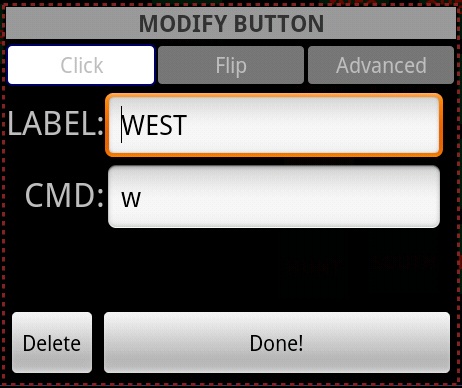 MODIFY BUTTON
Click Flip Advanced
LABEL: WEST
CMD: w
Delete Done!